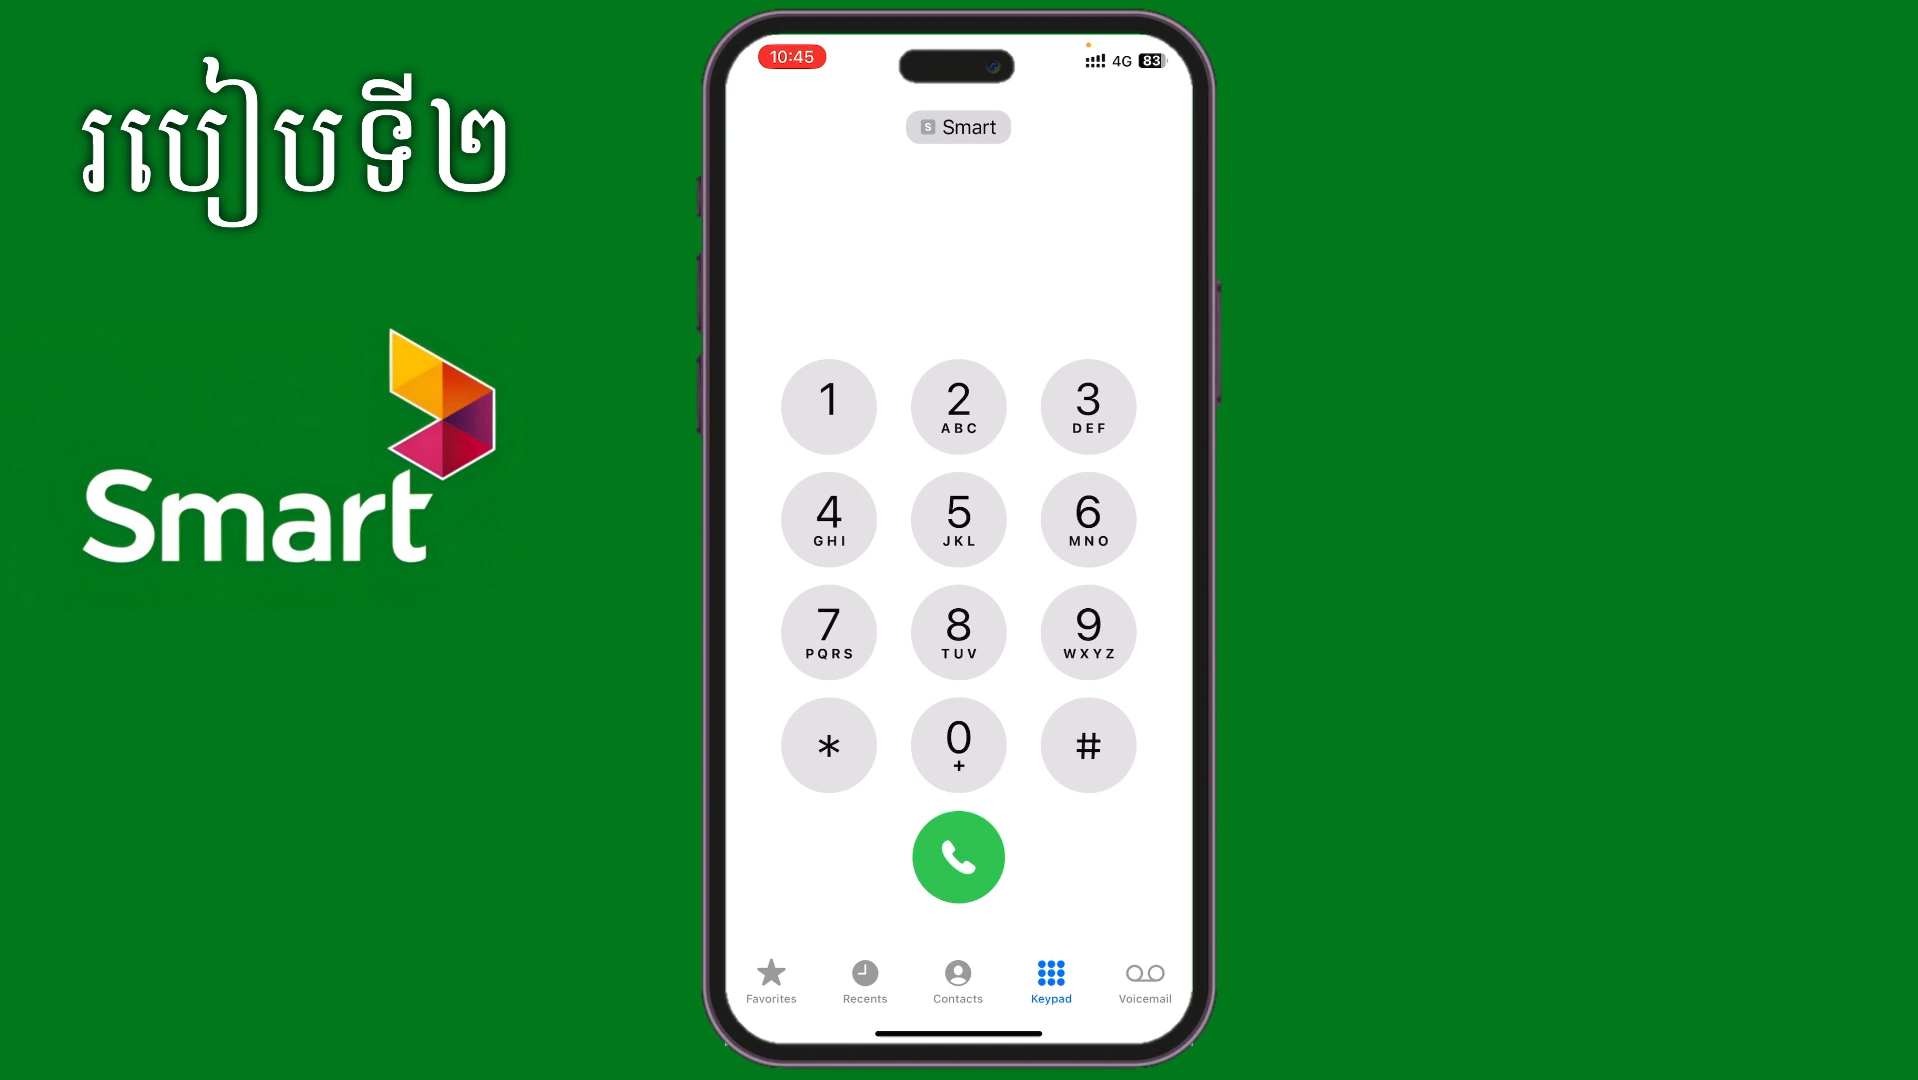 របៀបទី២
Smart
10:45
4G 83
S Smart
1
2
ABC
3
DEF
4
GHI
5
JKL
6
MNO
7
PQRS
8
TUV
9
WXYZ
*
0
+
#
Favorites
Recents
Contacts
Keypad
Voicemail